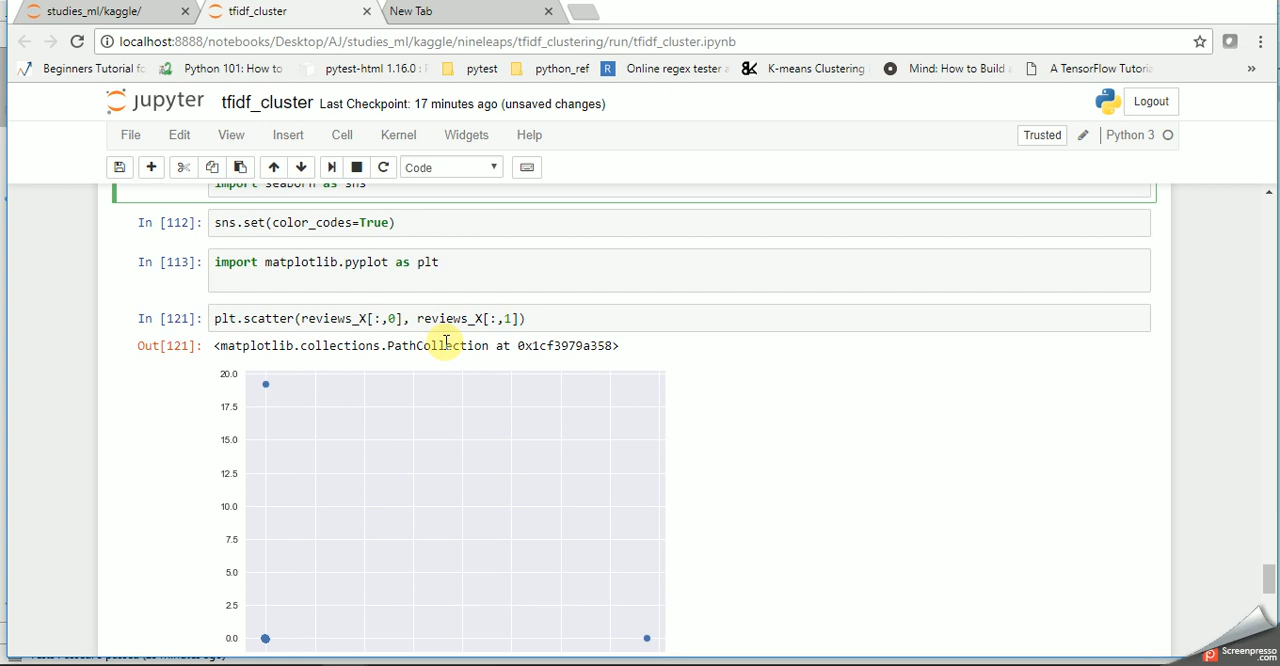 studies_ml/kaggle/ tfidf_cluster New Tab
localhost:8888/notebooks/Desktop/AJ/studies_ml/kaggle/nineleaps/tfidf_clustering/run/tfidf_cluster.ipynb
Beginners Tutorial fo Python 101: How to pytest-html 1.16.0 : pytest python_ref R Online regex tester K-means Clustering Mind: How to Build A TensorFlow Tutoria »
jupyter tfidf_cluster Last Checkpoint: 17 minutes ago (unsaved changes) Logout
File Edit View Insert Cell Kernel Widgets Help Trusted Python 3
Code
import seaborn as sns
In [112]: sns.set(color_codes=True)
In [113]: import matplotlib.pyplot as plt
In [121]: plt.scatter(reviews_X[:,0], reviews_X[:,1])
Out[121]: <matplotlib.collections.PathCollection at 0x1cf3979a358>
20.0
17.5
15.0
12.5
10.0
7.5
5.0
2.5
0.0
Screenpresso
.com